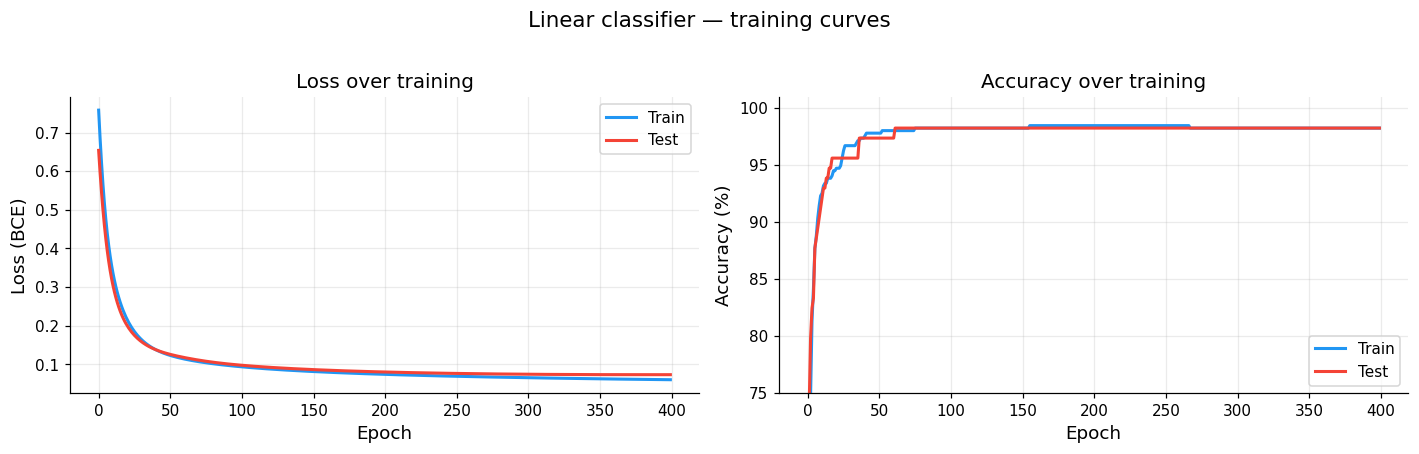 Linear classifier — training curves
Loss over training
Loss (BCE)
0.7
0.6
0.5
0.4
0.3
0.2
0.1
Train
Test
0 50 100 150 200 250 300 350 400
Epoch
Accuracy over training
Accuracy (%)
100
95
90
85
80
75
Train
Test
0 50 100 150 200 250 300 350 400
Epoch